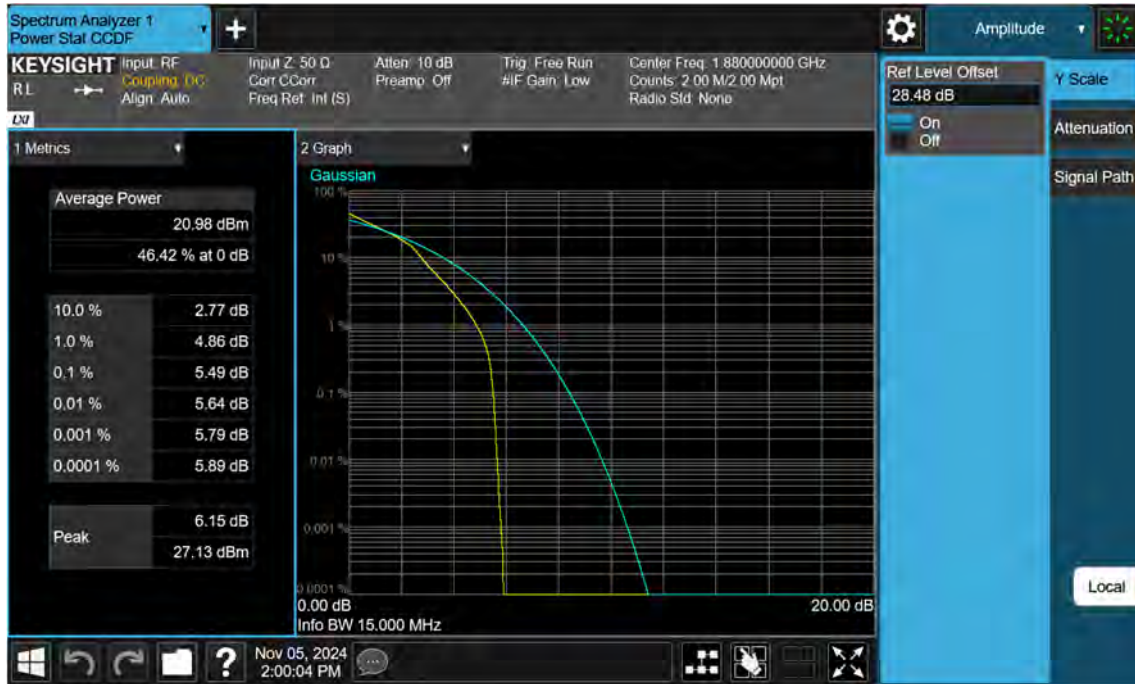 Spectrum Analyzer 1
Power Stat CCDF
+
Amplitude
KEYSIGHT
RL
LXI
Input: RF
Coupling: DC
Align: Auto
Input Z: 50 Ω
Corr CCorr
Freq Ref: Int (S)
Atten: 10 dB
Preamp: Off
Trig: Free Run
#IF Gain: Low
Center Freq: 1.880000000 GHz
Counts: 2.00 M/2.00 Mpt
Radio Std: None
Ref Level Offset
28.48 dB
On
Off
Y Scale
Attenuation
Signal Path
1 Metrics
Average Power
20.98 dBm
46.42 % at 0 dB
10.0 % 2.77 dB
1.0 % 4.86 dB
0.1 % 5.49 dB
0.01 % 5.64 dB
0.001 % 5.79 dB
0.0001 % 5.89 dB
Peak
6.15 dB
27.13 dBm
2 Graph
Gaussian
100 %
10 %
1 %
0.1 %
0.01 %
0.001 %
0.0001 %
0.00 dB 20.00 dB
Info BW 15.000 MHz
Local
?
Nov 05, 2024
2:00:04 PM